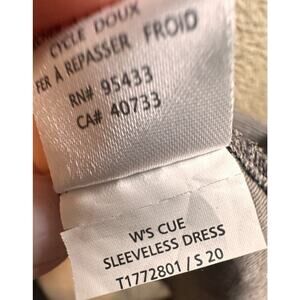 CYCLE DOUX
FER À REPASSER FROID
RN# 95433
CA# 40733
W'S CUE
SLEEVELESS DRESS
T1772801 / S 20